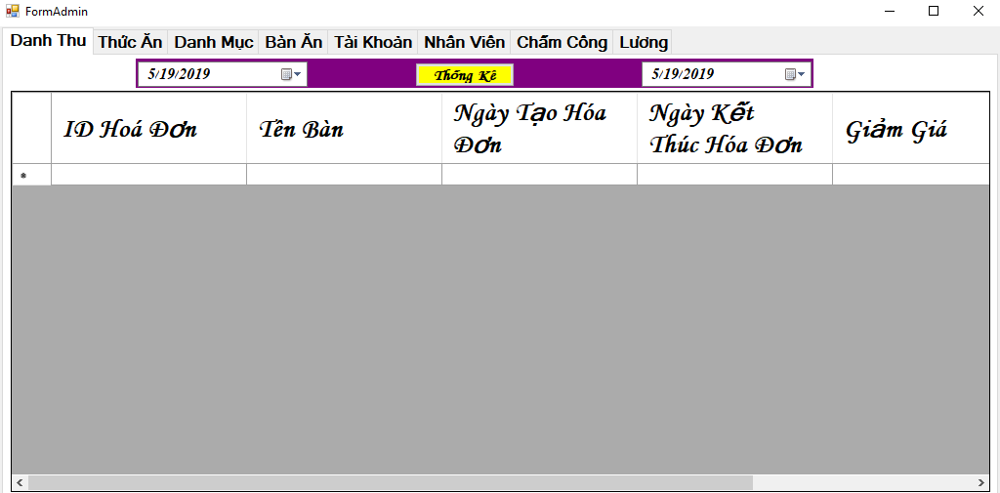 FormAdmin
Danh Thu Thức Ăn Danh Mục Bàn Ăn Tài Khoản Nhân Viên Chấm Công Lương
5/19/2019 Thống Kê 5/19/2019
ID Hoá Đơn
Tên Bàn
Ngày Tạo Hóa
Đơn
Ngày Kết
Thúc Hóa Đơn
Giảm Giá